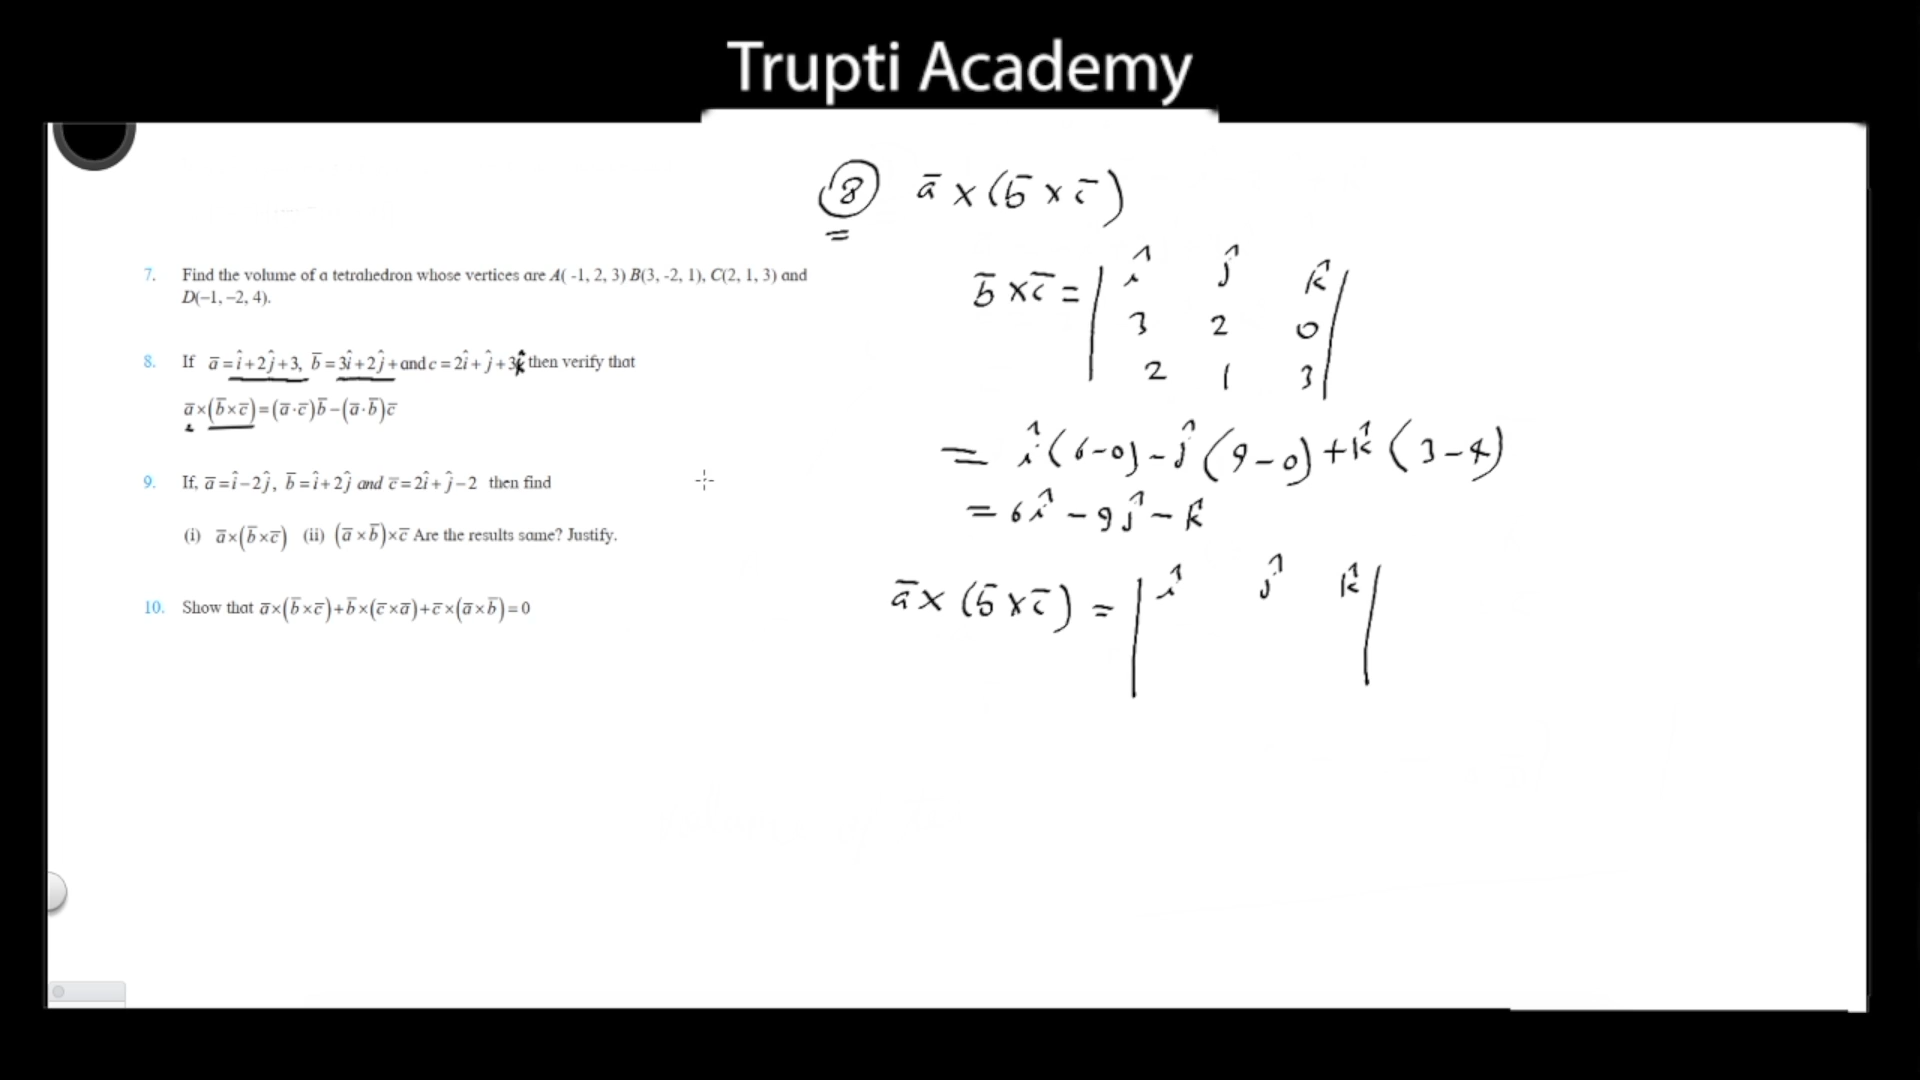 Trupti Academy
7. Find the volume of a tetrahedron whose vertices are A( -1, 2, 3) B(3, -2, 1), C(2, 1, 3) and
D(−1, −2, 4).
8. If a̅ = î + 2ĵ + 3, b̅ = 3î + 2ĵ + and c = 2î + ĵ + 3k̂ then verify that
a̅ × (b̅ × c̅) = (a̅ · c̅)b̅ − (a̅ · b̅)c̅
9. If, a̅ = î − 2ĵ, b̅ = î + 2ĵ and c̅ = 2î + ĵ − 2 then find
(i) a̅ × (b̅ × c̅) (ii) (a̅ × b̅) × c̅ Are the results same? Justify.
10. Show that a̅ × (b̅ × c̅) + b̅ × (c̅ × a̅) + c̅ × (a̅ × b̅) = 0
8 a̅ × (b̅ × c̅)
b̅ × c̅ = | î ĵ k̂ |
3 2 0
2 1 3
= î (6 − 0) − ĵ (9 − 0) + k̂ (3 − 4)
= 6î − 9ĵ − k̂
a̅ × (b̅ × c̅) = | î ĵ k̂ |